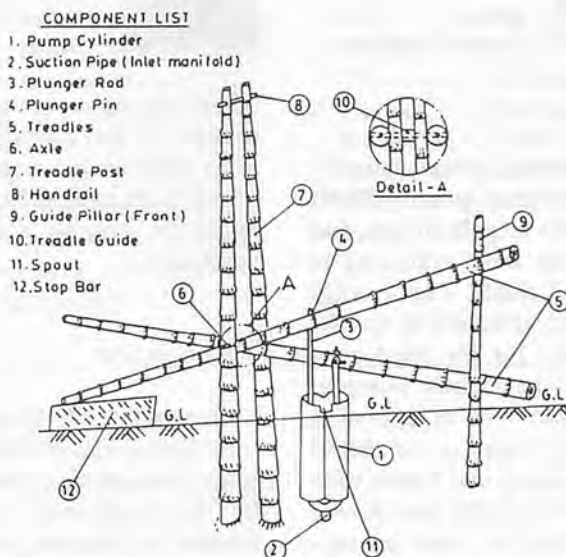 COMPONENT LIST
1. Pump Cylinder
2. Suction Pipe (Inlet manifold)
3. Plunger Rod
4. Plunger Pin
5. Treadles
6. Axle
7. Treadle Post
8 Handrail
9. Guide Pillar (Front)
10. Treadle Guide
11. Spout
12. Stop Bar
8
10
Detail - A
7
9
4
A
6
3
5
G.L
G.L
G.L
1
12
2
11